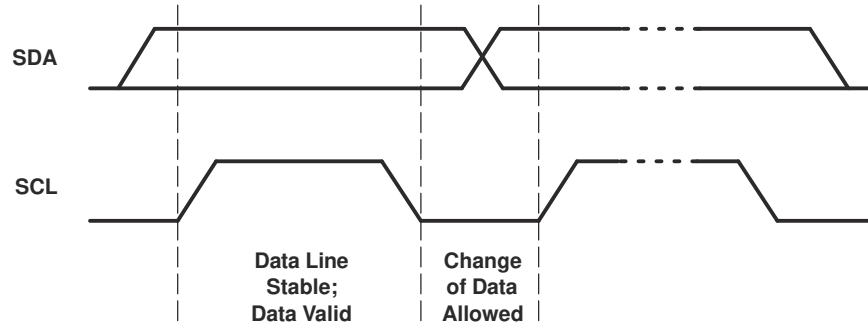 SDA
SCL
Data Line
Stable;
Data Valid
Change
of Data
Allowed